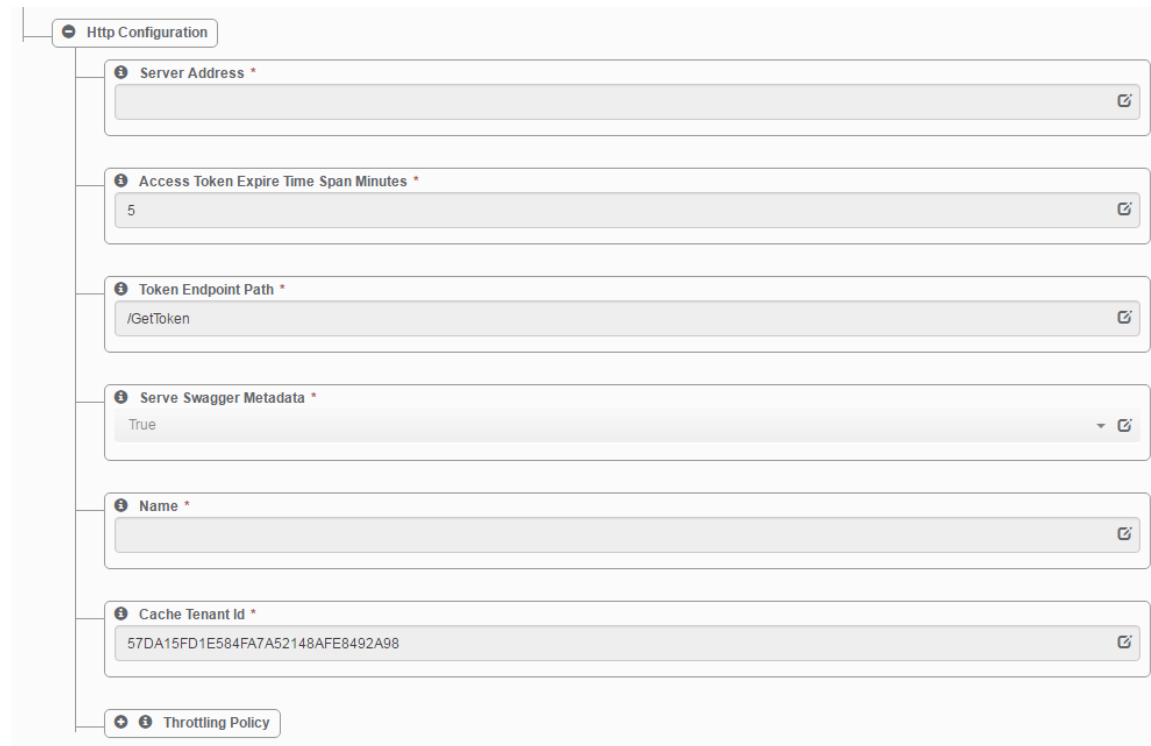 Http Configuration
Server Address *
Access Token Expire Time Span Minutes *
5
Token Endpoint Path *
/GetToken
Serve Swagger Metadata *
True
Name *
Cache Tenant Id *
57DA15FD1E584FA7A52148AFE8492A98
Throttling Policy